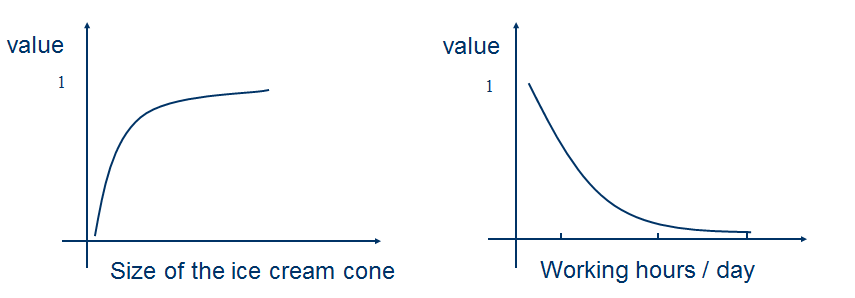 value
1
Size of the ice cream cone
value
1
Working hours / day